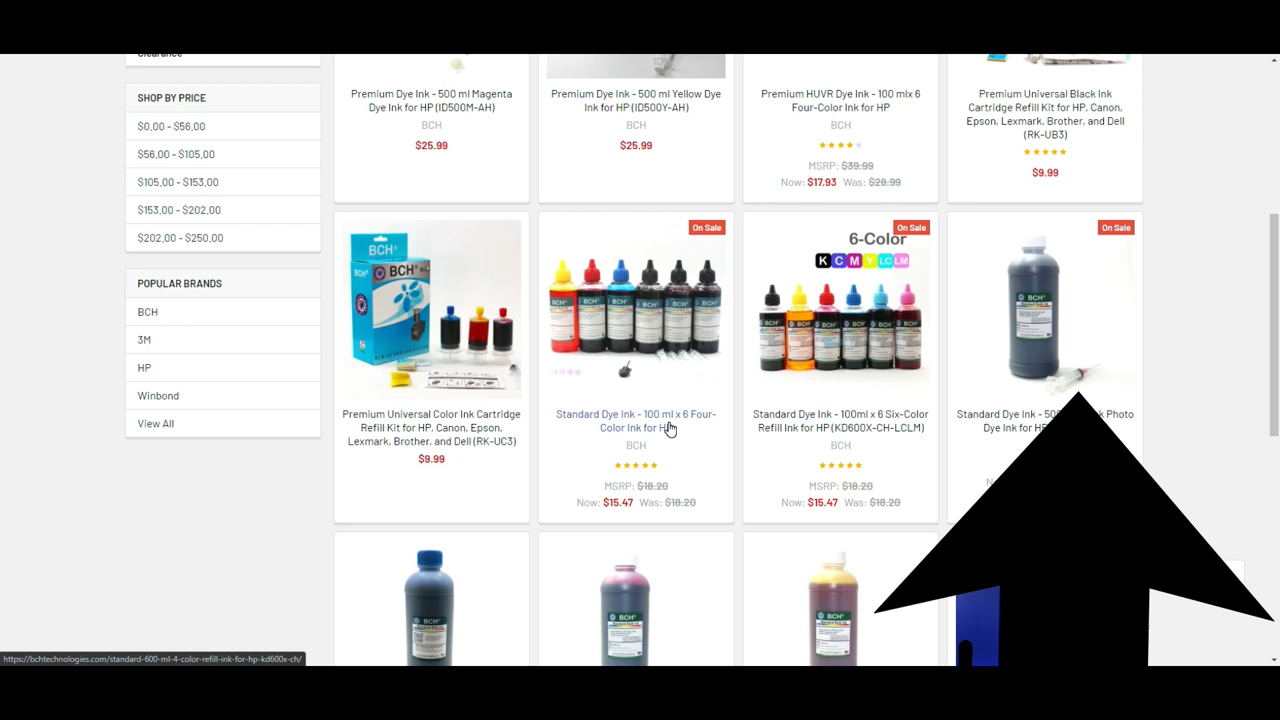 Clearance
SHOP BY PRICE
$0.00 - $56.00
$56.00 - $105.00
$105.00 - $153.00
$153.00 - $202.00
$202.00 - $250.00
POPULAR BRANDS
BCH
3M
HP
Winbond
View All
Premium Dye Ink - 500 ml Magenta
Dye Ink for HP (ID500M-AH)
BCH
$25.99
Premium Dye Ink - 500 ml Yellow Dye
Ink for HP (ID500Y-AH)
BCH
$25.99
Premium HUVR Dye Ink - 100 mlx 6
Four-Color Ink for HP
BCH
MSRP: $39.99
Now: $17.93 Was: $28.99
Premium Universal Black Ink
Cartridge Refill Kit for HP, Canon,
Epson, Lexmark, Brother, and Dell
(RK-UB3)
$9.99
BCH
BCH
Premium Universal Color Ink Cartridge
Refill Kit for HP, Canon, Epson,
Lexmark, Brother, and Dell (RK-UC3)
$9.99
On Sale
Standard Dye Ink - 100 ml x 6 Four-
Color Ink for
BCH
MSRP: $18.20
Now: $15.47 Was: $18.20
On Sale
6-Color
K C M Y LC LM
Standard Dye Ink - 100ml x 6 Six-Color
Refill Ink for HP (KD600X-CH-LCLM)
BCH
MSRP: $18.20
Now: $15.47 Was: $18.20
On Sale
BCH
Standard Dye Ink - Photo
Dye Ink for
BCH
BCH
BCH
https://bchtechnologies.com/standard-600-ml-4-color-refill-ink-for-hp-kd600x-ch/